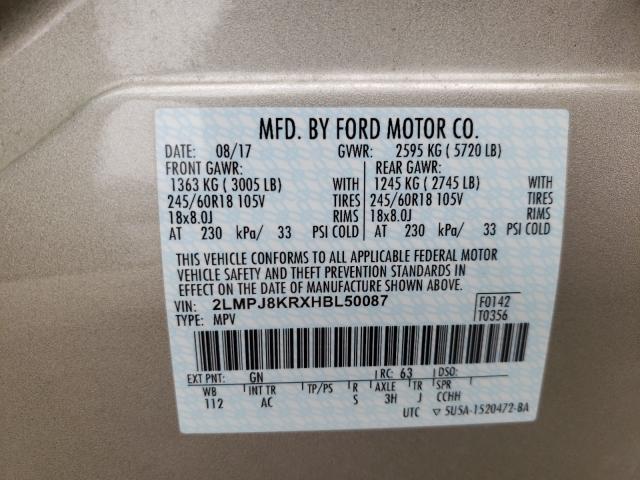 MFD. BY FORD MOTOR CO.
DATE: 08/17 GVWR: 2595 KG ( 5720 LB)
FRONT GAWR: REAR GAWR:
1363 KG ( 3005 LB) WITH 1245 KG ( 2745 LB) WITH
245/60R18 105V TIRES 245/60R18 105V TIRES
18x8.0J RIMS 18x8.0J RIMS
AT 230 kPa/ 33 PSI COLD AT 230 kPa/ 33 PSI COLD
THIS VEHICLE CONFORMS TO ALL APPLICABLE FEDERAL MOTOR
VEHICLE SAFETY AND THEFT PREVENTION STANDARDS IN
EFFECT ON THE DATE OF MANUFACTURE SHOWN ABOVE.
VIN: 2LMPJ8KRXHBL50087 F0142
TYPE: MPV T0356
EXT PNT: GN RC: 63 DSO:
WB INT TR TP/PS R AXLE TR SPR
112 AC S 3H J CCHH
UTC ▽ 5U5A-1520472-BA